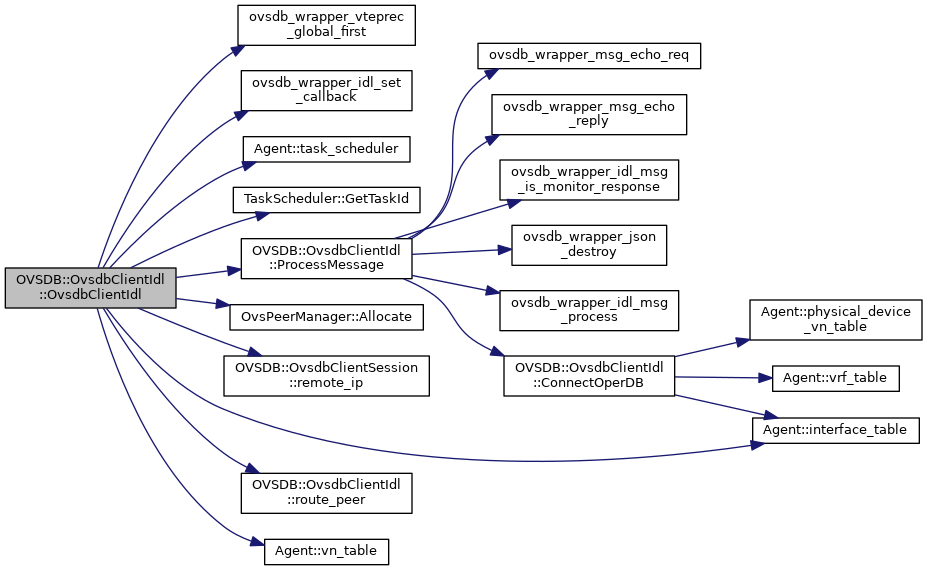 ovsdb_wrapper_vteprec
_global_first
ovsdb_wrapper_idl_set
_callback
Agent::task_scheduler
TaskScheduler::GetTaskId
OVSDB::OvsdbClientIdl
::ProcessMessage
OVSDB::OvsdbClientIdl
::OvsdbClientIdl
OvsPeerManager::Allocate
OVSDB::OvsdbClientSession
::remote_ip
OVSDB::OvsdbClientIdl
::route_peer
Agent::vn_table
ovsdb_wrapper_msg_echo_req
ovsdb_wrapper_msg_echo
_reply
ovsdb_wrapper_idl_msg
_is_monitor_response
ovsdb_wrapper_json
_destroy
ovsdb_wrapper_idl_msg
_process
OVSDB::OvsdbClientIdl
::ConnectOperDB
Agent::physical_device
_vn_table
Agent::vrf_table
Agent::interface_table